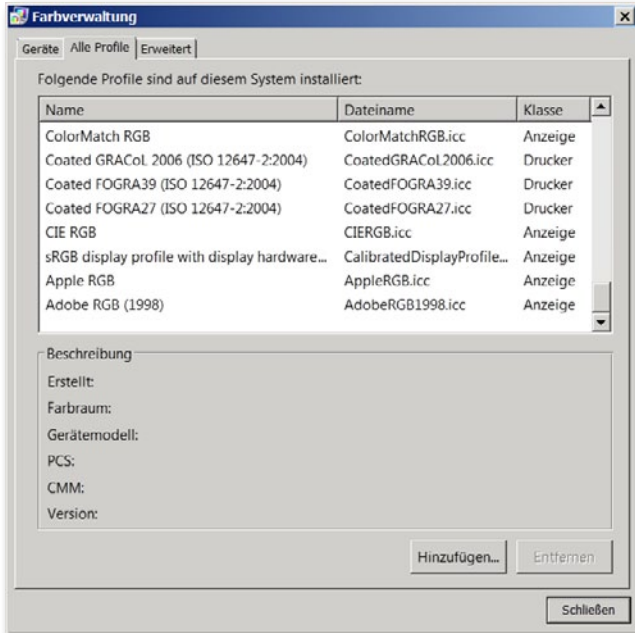 Farbverwaltung
Geräte Alle Profile Erweitert
Folgende Profile sind auf diesem System installiert:
Name Dateiname Klasse
ColorMatch RGB ColorMatchRGB.icc Anzeige
Coated GRACoL 2006 (ISO 12647-2:2004) CoatedGRACoL2006.icc Drucker
Coated FOGRA39 (ISO 12647-2:2004) CoatedFOGRA39.icc Drucker
Coated FOGRA27 (ISO 12647-2:2004) CoatedFOGRA27.icc Drucker
CIE RGB CIERGB.icc Anzeige
sRGB display profile with display hardware... CalibratedDisplayProfile... Anzeige
Apple RGB AppleRGB.icc Anzeige
Adobe RGB (1998) AdobeRGB1998.icc Anzeige
Beschreibung
Erstellt:
Farbraum:
Gerätemodell:
PCS:
CMM:
Version:
Hinzufügen... Entfernen
Schließen